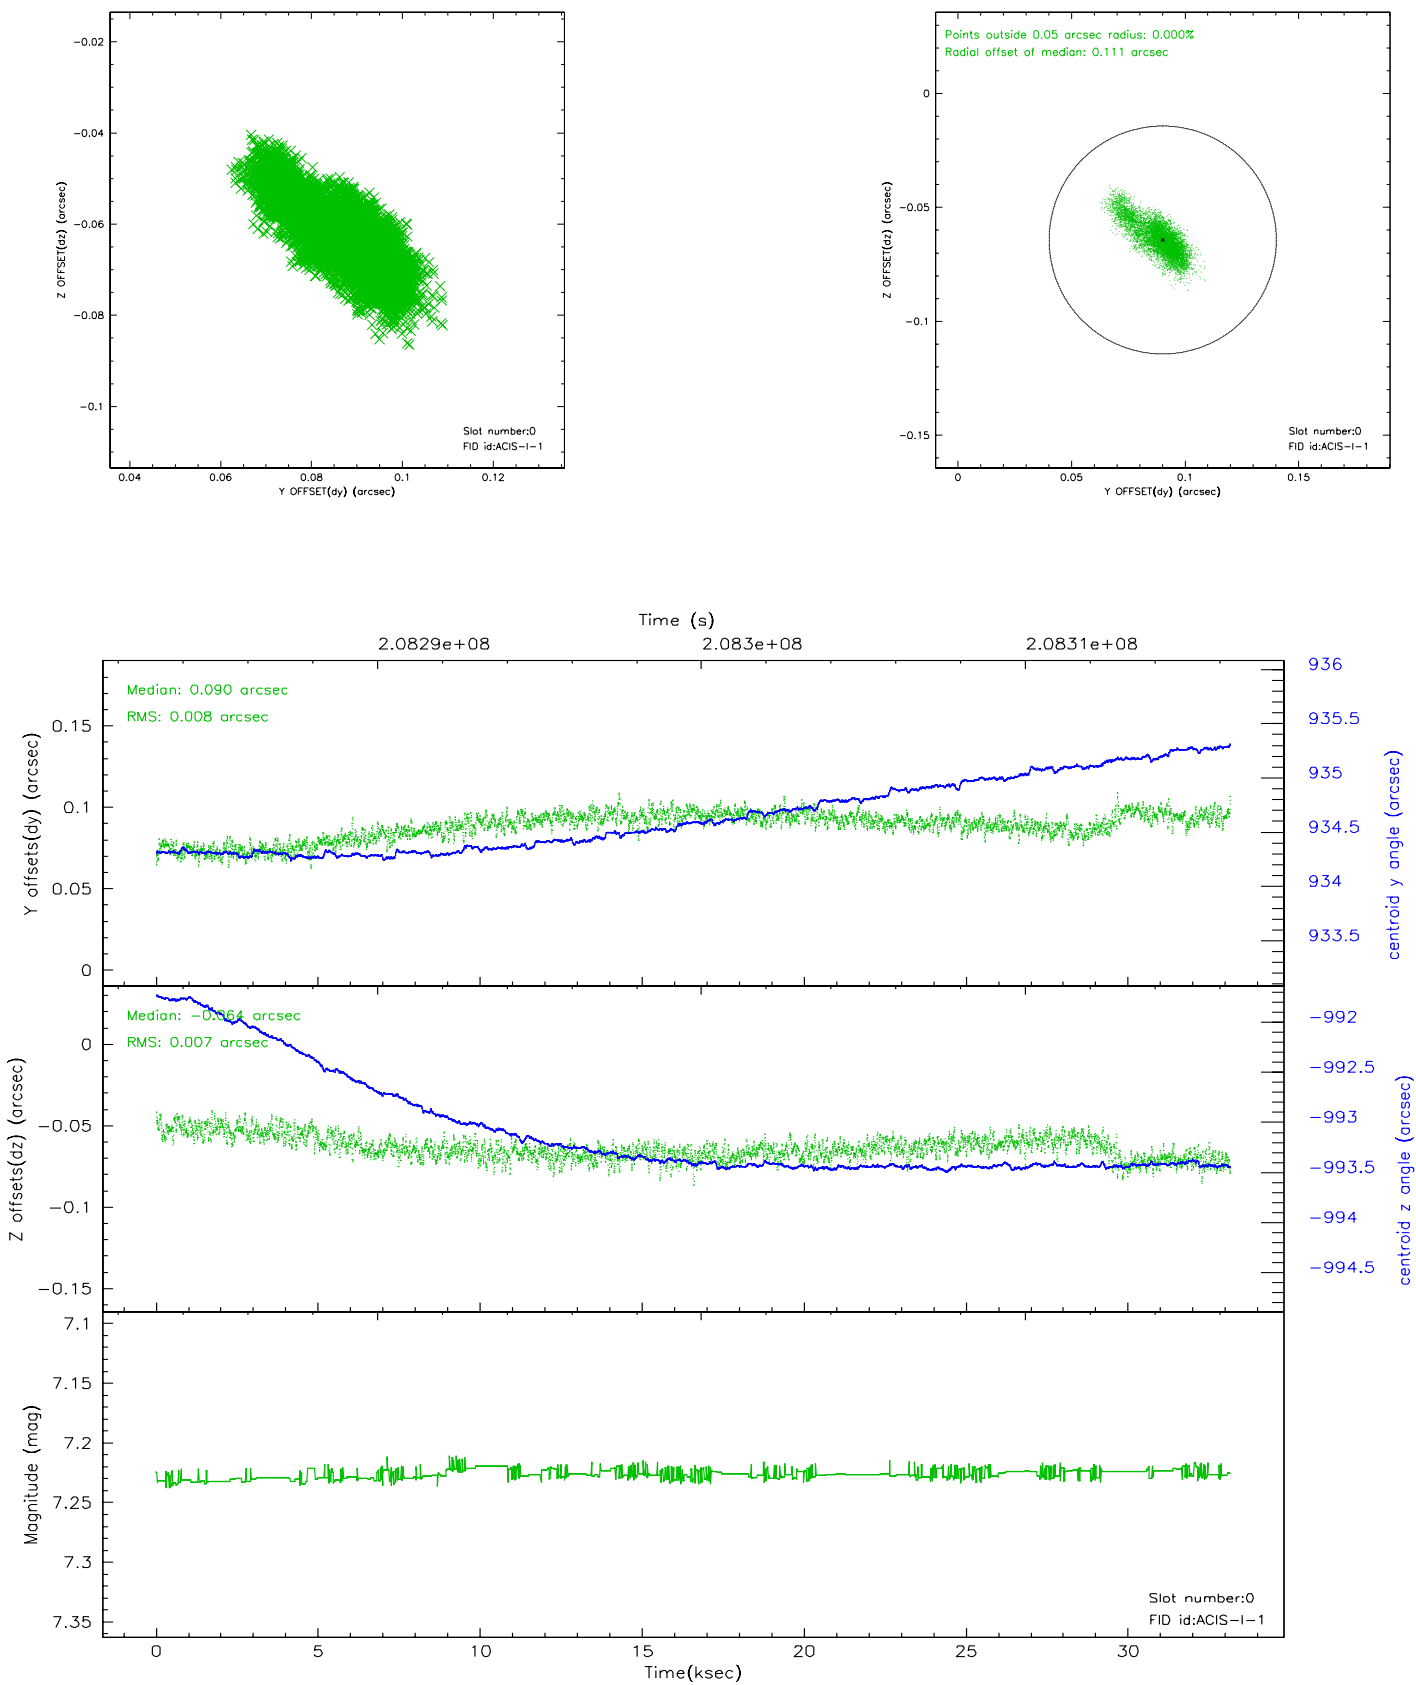 −0.02
−0.04
−0.06
−0.08
−0.1
Z OFFSET(dz) (arcsec)
Slot number:0
FID id:ACIS−I−1
0.04 0.06 0.08 0.1 0.12
Y OFFSET(dy) (arcsec)
Points outside 0.05 arcsec radius: 0.000%
Radial offset of median: 0.111 arcsec
0
−0.05
−0.1
−0.15
Z OFFSET(dz) (arcsec)
Slot number:0
FID id:ACIS−I−1
0 0.05 0.1 0.15
Y OFFSET(dy) (arcsec)
Time (s)
2.0829e+08 2.083e+08 2.0831e+08
Median: 0.090 arcsec
RMS: 0.008 arcsec
0.15
0.1
0.05
0
Y offsets(dy) (arcsec)
936
935.5
935
934.5
934
933.5
centroid y angle (arcsec)
Median: −0.064 arcsec
RMS: 0.007 arcsec
0
−0.05
−0.1
−0.15
Z offsets(dz) (arcsec)
−992
−992.5
−993
−993.5
−994
−994.5
centroid z angle (arcsec)
7.1
7.15
7.2
7.25
7.3
7.35
Magnitude (mag)
Slot number:0
FID id:ACIS−I−1
0 5 10 15 20 25 30
Time(ksec)